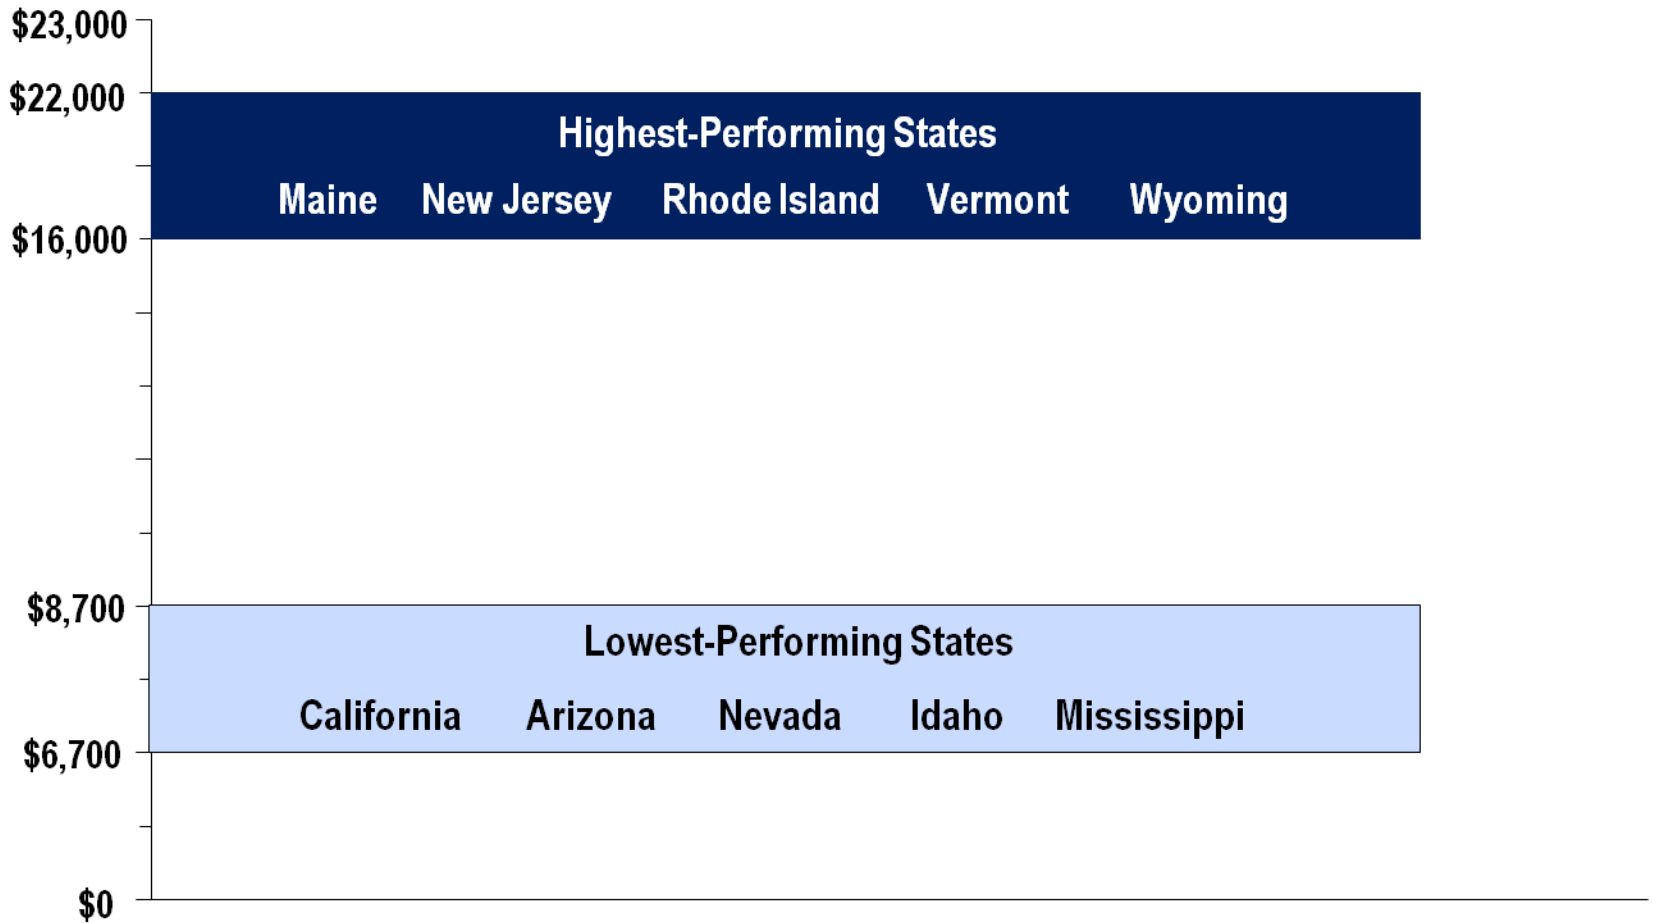 $23,000
$22,000
Highest-Performing States
Maine New Jersey Rhode Island Vermont Wyoming
$16,000
$8,700
Lowest-Performing States
California Arizona Nevada Idaho Mississippi
$6,700
$0